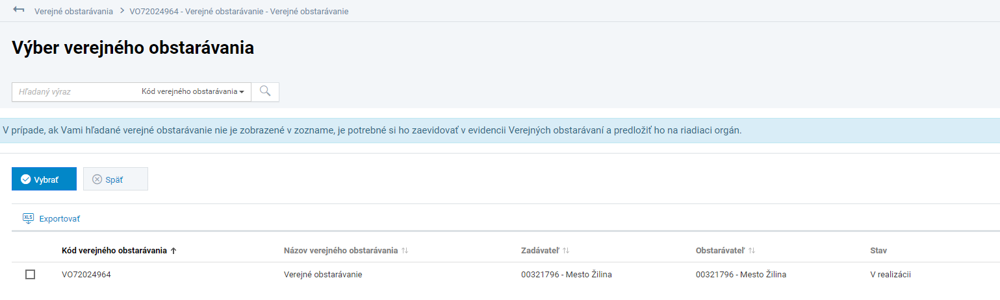 Verejné obstarávania > VO72024964 - Verejné obstarávanie - Verejné obstarávanie
Výber verejného obstarávania
Hľadaný výraz Kód verejného obstarávania
V prípade, ak Vami hľadané verejné obstarávanie nie je zobrazené v zozname, je potrebné si ho zaevidovať v evidencii Verejných obstarávaní a predložiť ho na riadiaci orgán.
Vybrať Späť
XLS Exportovať
Kód verejného obstarávania Názov verejného obstarávania Zadávateľ Obstarávateľ Stav
VO72024964 Verejné obstarávanie 00321796 - Mesto Žilina 00321796 - Mesto Žilina V realizácii